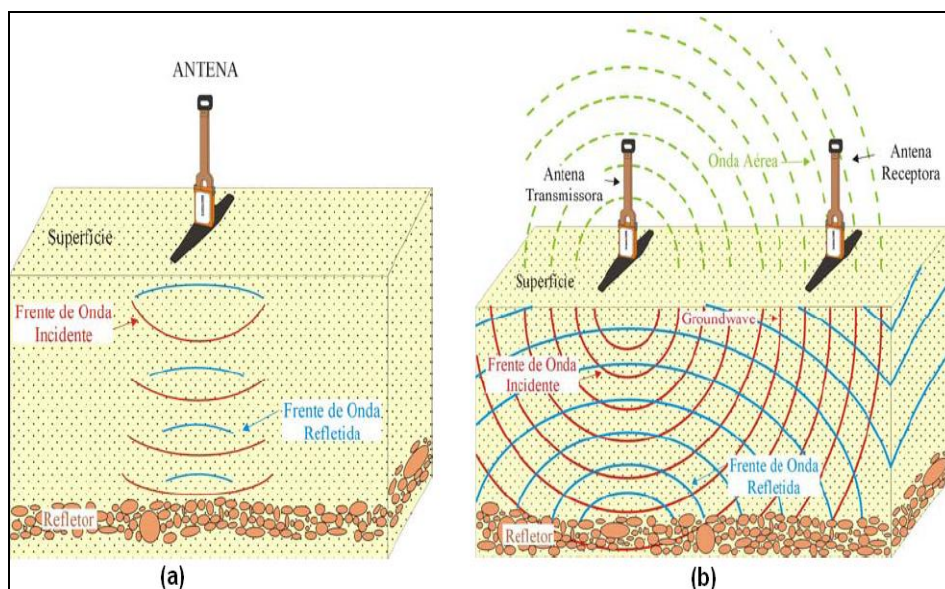 ANTENA
Superfície
Frente de Onda
Incidente
Frente de Onda
Refletida
Refletor
(a)
Onda Aérea
Antena
Transmissora
Antena
Receptora
Superfície
Groundwave
Frente de Onda
Incidente
Frente de Onda
Refletida
Refletor
(b)